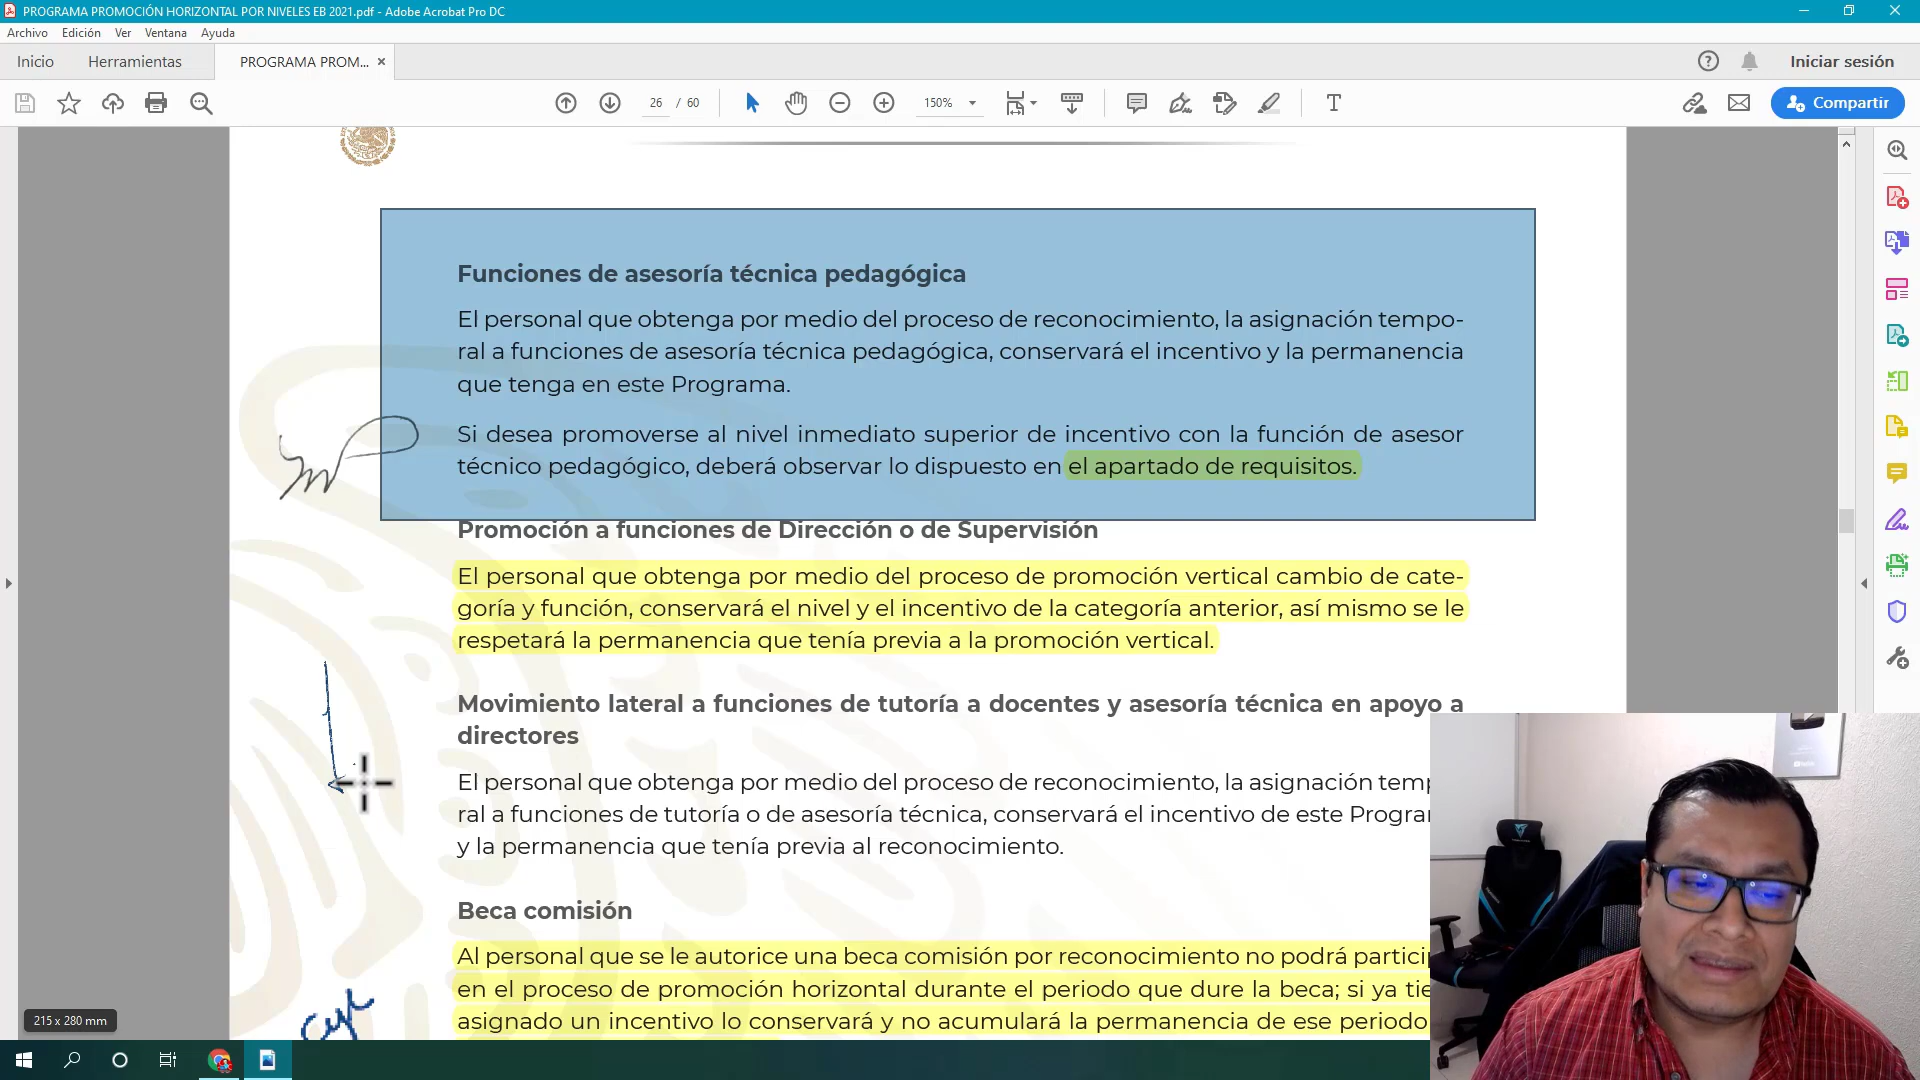 PROGRAMA PROMOCIÓN HORIZONTAL POR NIVELES EB 2021.pdf - Adobe Acrobat Pro DC
Archivo Edición Ver Ventana Ayuda
Inicio Herramientas PROGRAMA PROM... Iniciar sesión
26 / 60 150% Compartir
Funciones de asesoría técnica pedagógica
El personal que obtenga por medio del proceso de reconocimiento, la asignación tempo-
ral a funciones de asesoría técnica pedagógica, conservará el incentivo y la permanencia
que tenga en este Programa.
Si desea promoverse al nivel inmediato superior de incentivo con la función de asesor
técnico pedagógico, deberá observar lo dispuesto en el apartado de requisitos.
Promoción a funciones de Dirección o de Supervisión
El personal que obtenga por medio del proceso de promoción vertical cambio de cate-
goría y función, conservará el nivel y el incentivo de la categoría anterior, así mismo se le
respetará la permanencia que tenía previa a la promoción vertical.
Movimiento lateral a funciones de tutoría a docentes y asesoría técnica en apoyo a
directores
El personal que obtenga por medio del proceso de reconocimiento, la asignación temp
ral a funciones de tutoría o de asesoría técnica, conservará el incentivo de este Progra
y la permanencia que tenía previa al reconocimiento.
Beca comisión
Al personal que se le autorice una beca comisión por reconocimiento no podrá particip
en el proceso de promoción horizontal durante el periodo que dure la beca; si ya tie
asignado un incentivo lo conservará y no acumulará la permanencia de ese periodo
215 x 280 mm